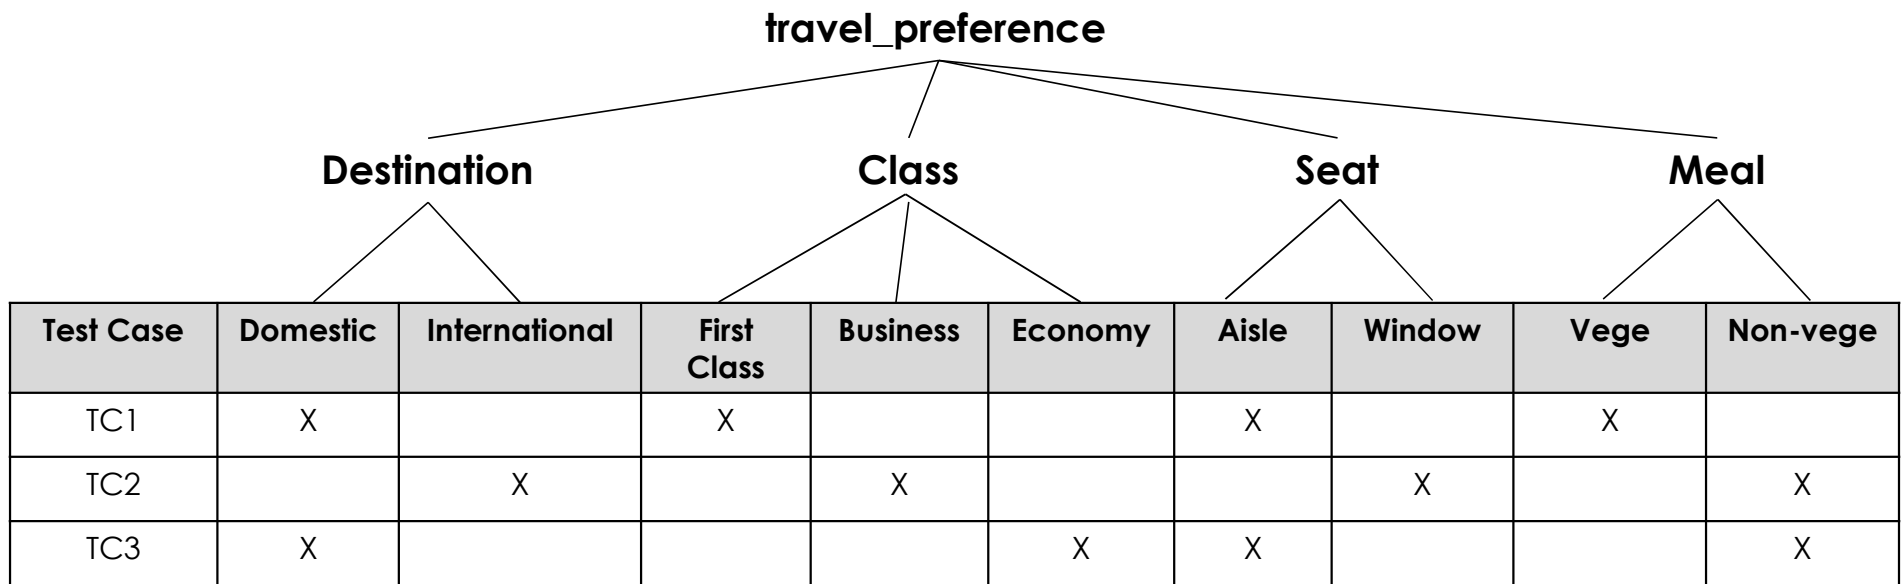 travel_preference
Destination Class Seat Meal
Test Case Domestic International First Class Business Economy Aisle Window Vege Non-vege
TC1 X X X X
TC2 X X X X
TC3 X X X X